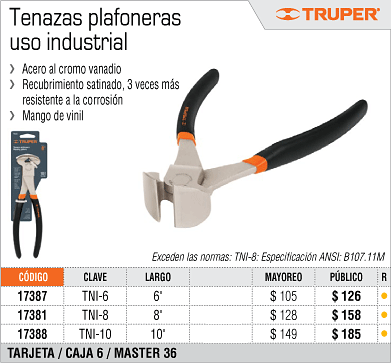 Tenazas plafoneras
uso industrial
TRUPER®
Acero al cromo vanadio
Recubrimiento satinado, 3 veces más
resistente a la corrosión
Mango de vinil
TRUPER
Exceden las normas: TNI-8: Especificación ANSI: B107.11M
CÓDIGO CLAVE LARGO MAYOREO PÚBLICO R
17387 TNI-6 6" $ 105 $ 126
17381 TNI-8 8" $ 128 $ 158
17388 TNI-10 10" $ 149 $ 185
TARJETA / CAJA 6 / MASTER 36